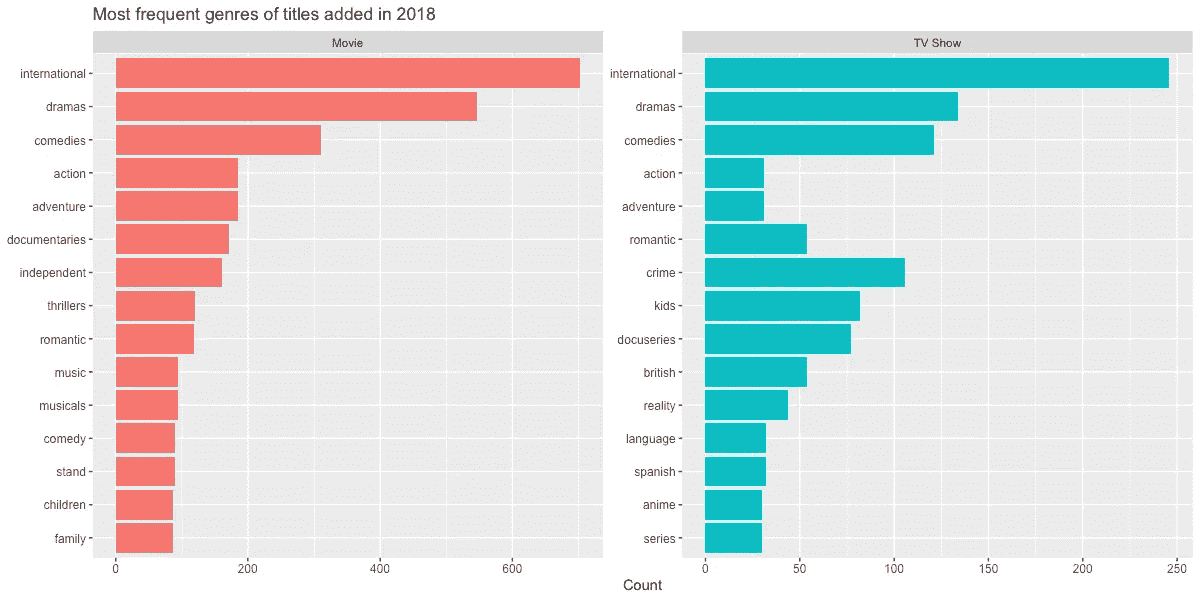 Most frequent genres of titles added in 2018
Movie
international
dramas
comedies
action
adventure
documentaries
independent
thrillers
romantic
music
musicals
comedy
stand
children
family
0 200 400 600
TV Show
international
dramas
comedies
action
adventure
romantic
crime
kids
docuseries
british
reality
language
spanish
anime
series
0 50 100 150 200 250
Count